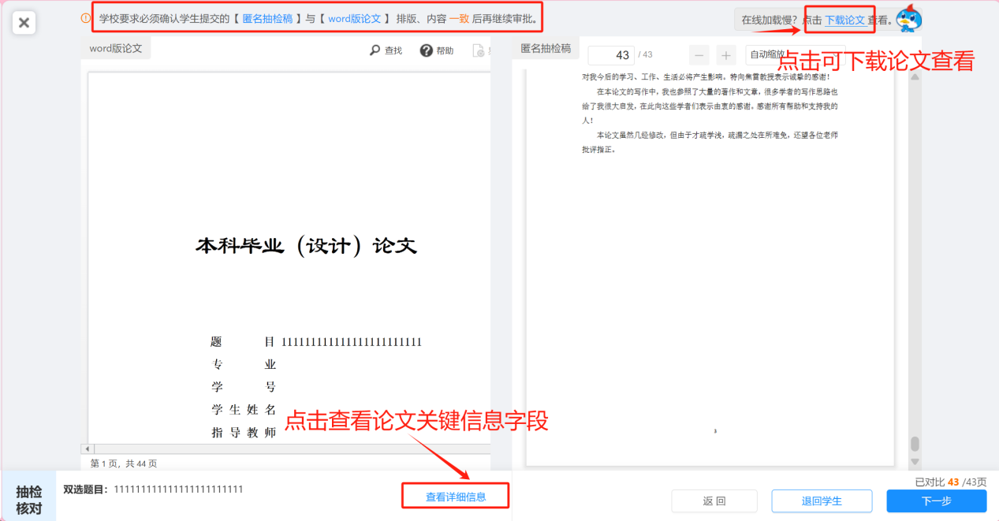 学校要求必须确认学生提交的【 匿名抽检稿 】与【 word版论文 】 排版、内容 一致 后再继续审批。
在线加载慢？点击 下载论文 查看。
word版论文
查找
帮助
匿名抽检稿
43 / 43
自动缩放
点击可下载论文查看
对我今后的学习、工作、生活必将产生影响。特向焦雷教授表示诚挚的感谢！
在本论文的写作中，我也参照了大量的著作和文章，很多学者的写作思路也
给了我很大启发，在此向这些学者们表示由衷的感谢。感谢所有帮助和支持我的
人！
本论文虽然几经修改，但由于才疏学浅，疏漏之处在所难免，还望各位老师
批评指正。
本科毕业（设计）论文
题 目 1111111111111111111111111
专 业
学 号
学 生 姓 名
指 导 教 师
点击查看论文关键信息字段
第 1 页，共 44 页
抽检
核对
双选题目： 1111111111111111111111111
查看详细信息
已对比 43 /43页
返 回
退回学生
下一步